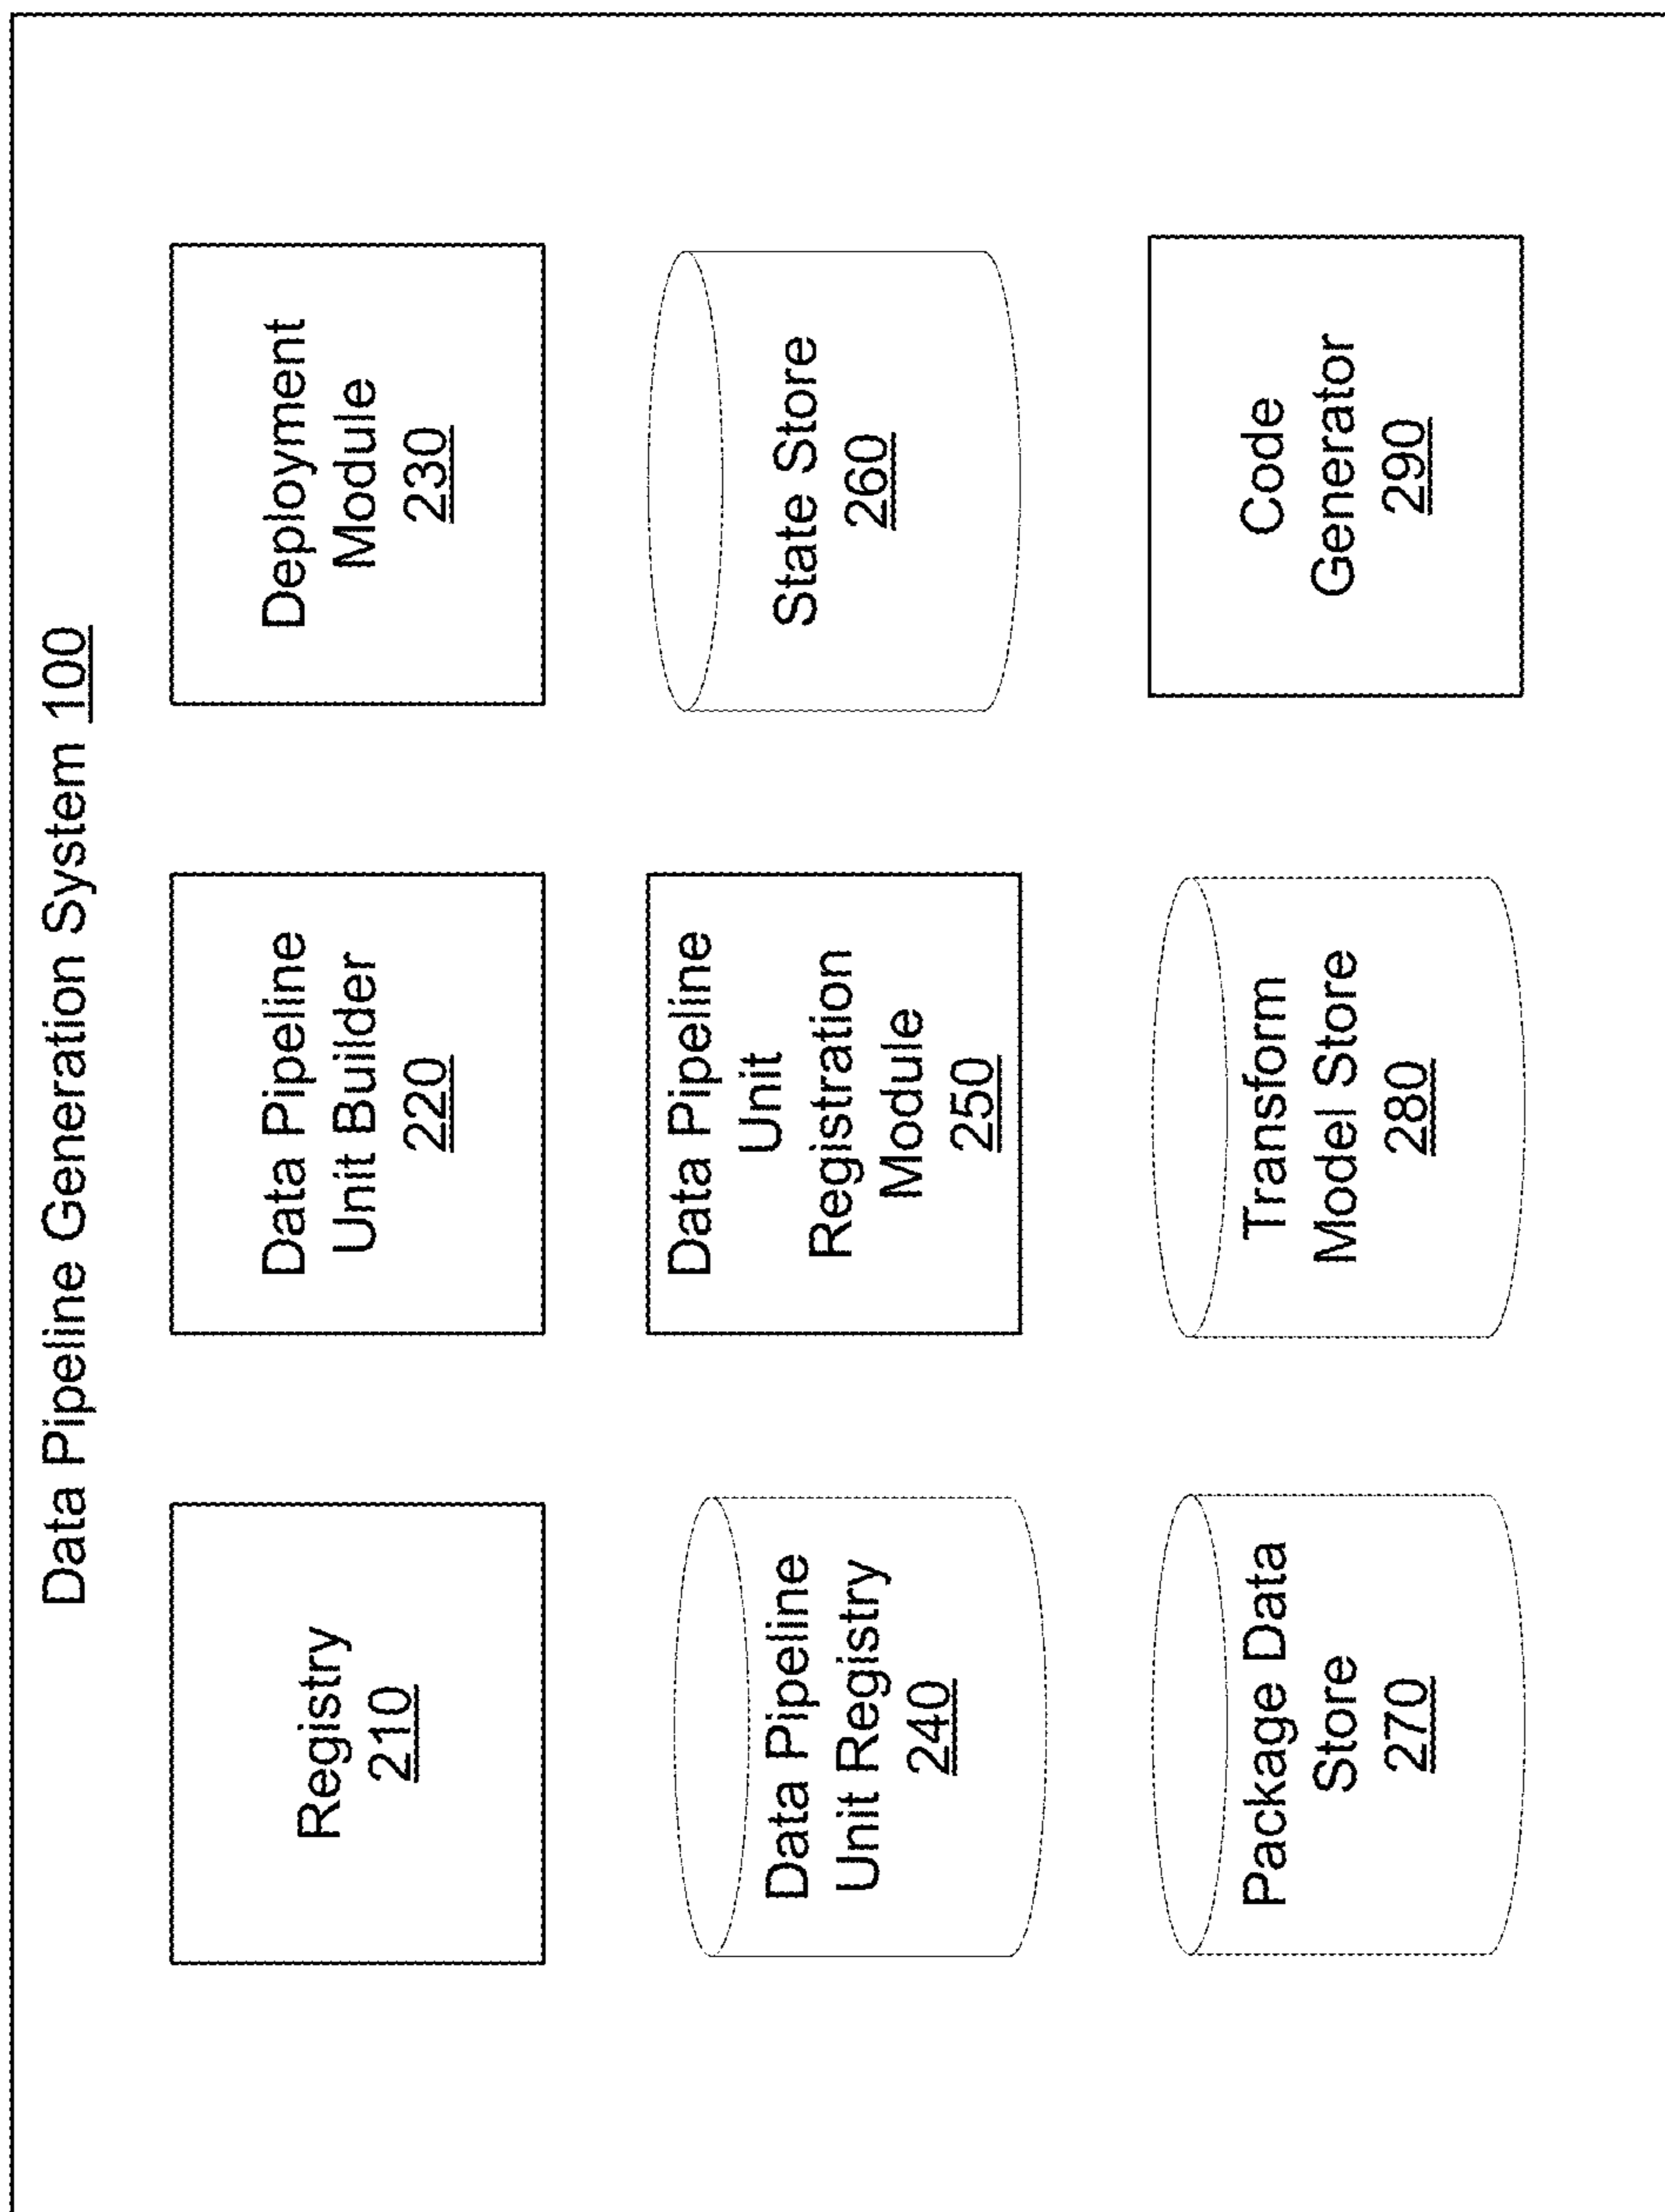 Data Pipeline Generation System 100
Registry
210
Data Pipeline
Unit Builder
220
Deployment
Module
230
Data Pipeline
Unit Registry
240
Data Pipeline
Unit
Registration
Module
250
State Store
260
Package Data
Store
270
Transform
Model Store
280
Code
Generator
290